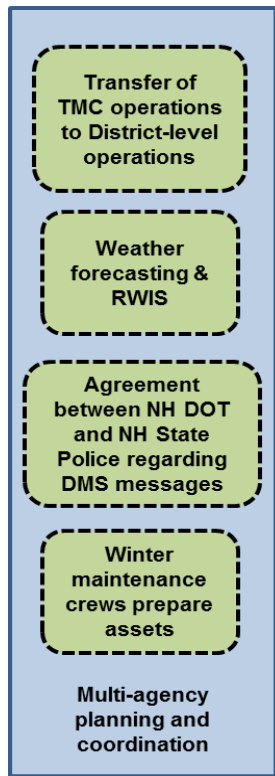 Transfer of
TMC operations
to District-level
operations
Weather
forecasting &
RWIS
Agreement
between NH DOT
and NH State
Police regarding
DMS messages
Winter
maintenance
crews prepare
assets
Multi-agency
planning and
coordination